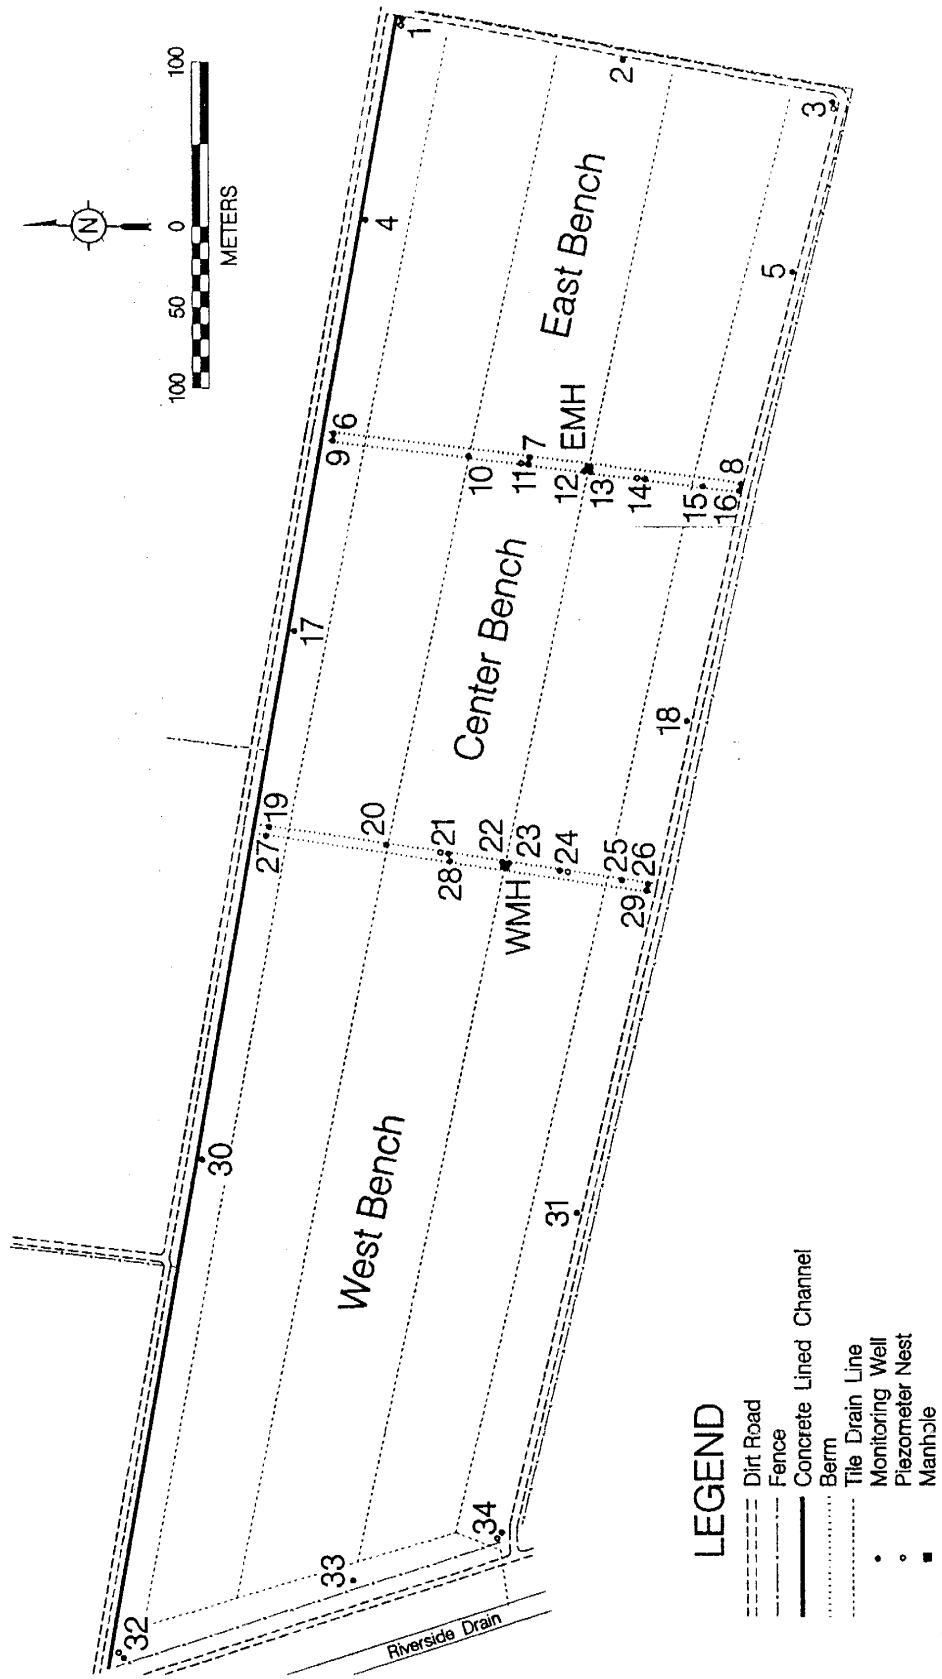 N
100 50 0 100
METERS
1
2
3
4
5
6
9
10
7
11
12
EMH
13
14
15
8
16
East Bench
17
Center Bench
18
19
27
20
21
28
22
23
WMH
24
25
26
29
West Bench
30
31
32
33
34
Riverside Drain
LEGEND
Dirt Road
Fence
Concrete Lined Channel
Berm
Tile Drain Line
Monitoring Well
Piezometer Nest
Manhole